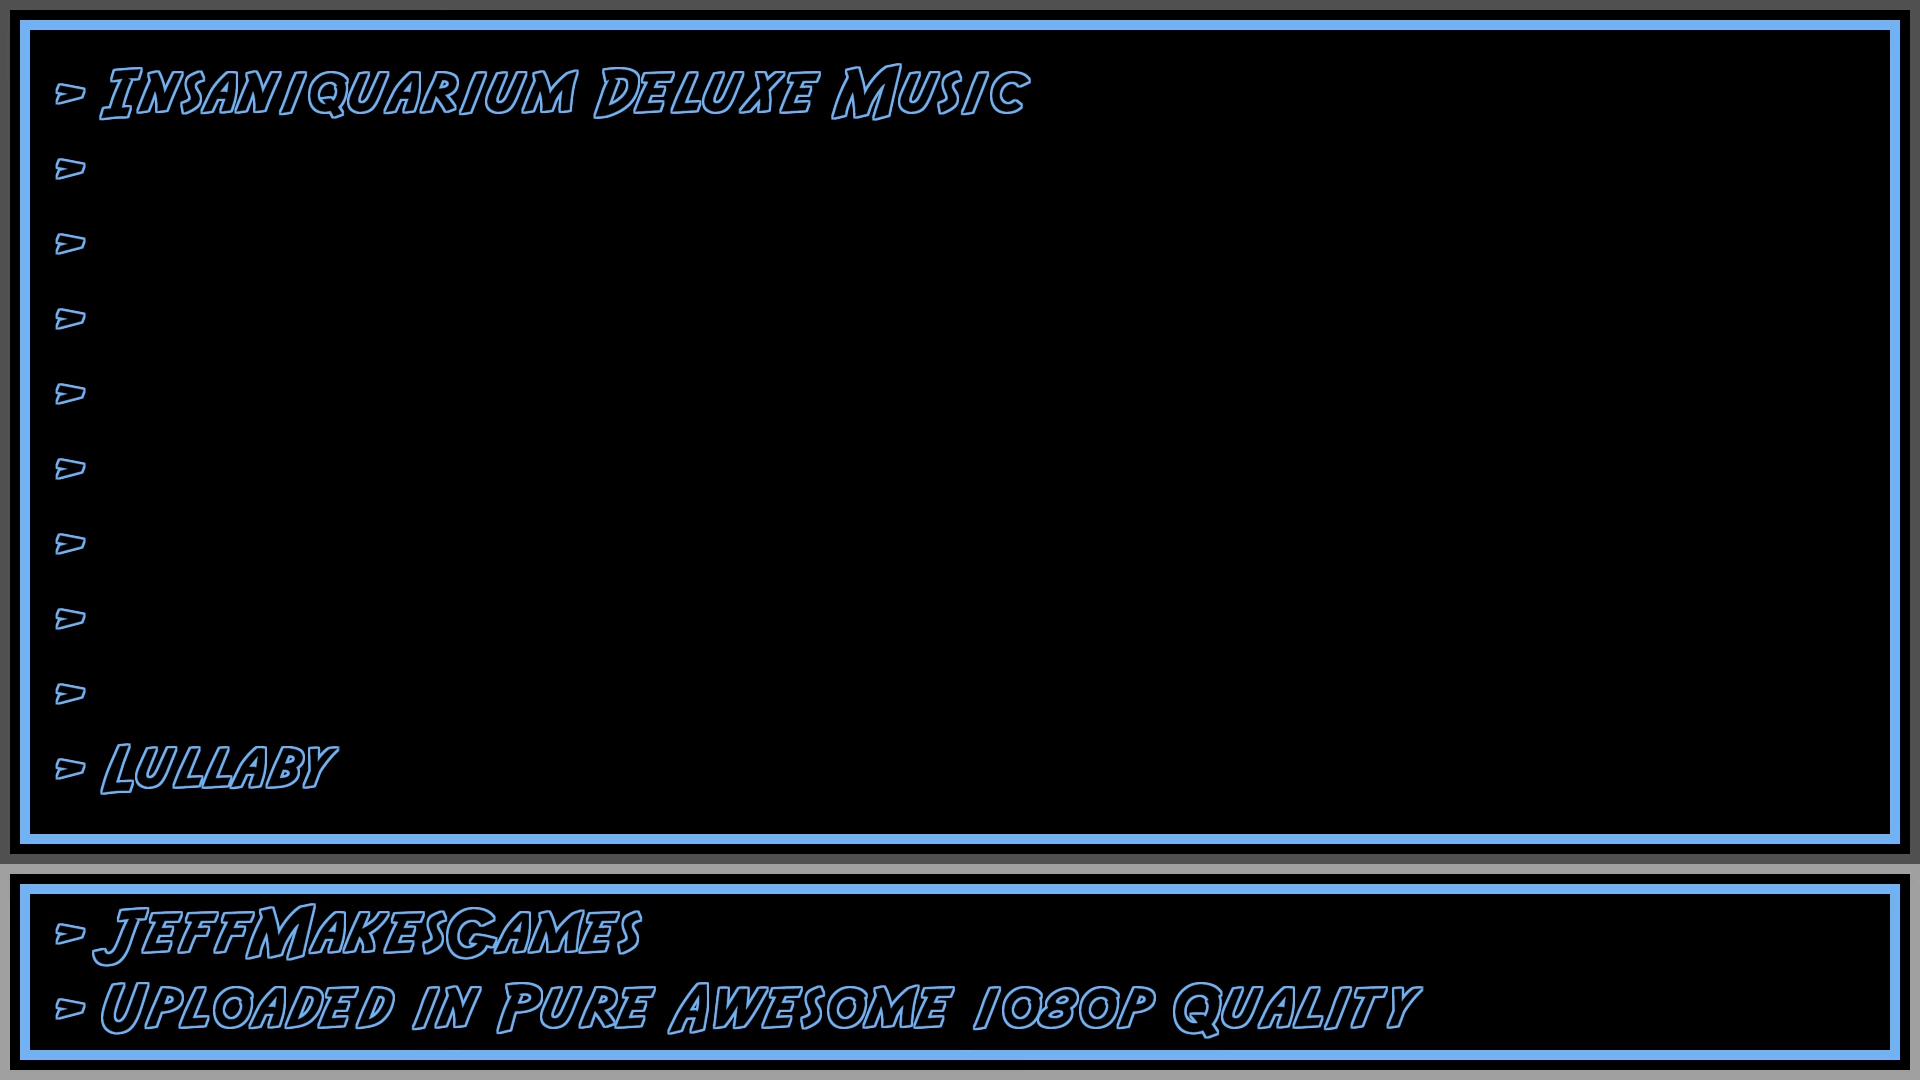 > Insaniquarium Deluxe Music
>
>
>
>
>
>
>
>
> Lullaby
> JeffMakesGames
> Uploaded in Pure Awesome 1080p Quality